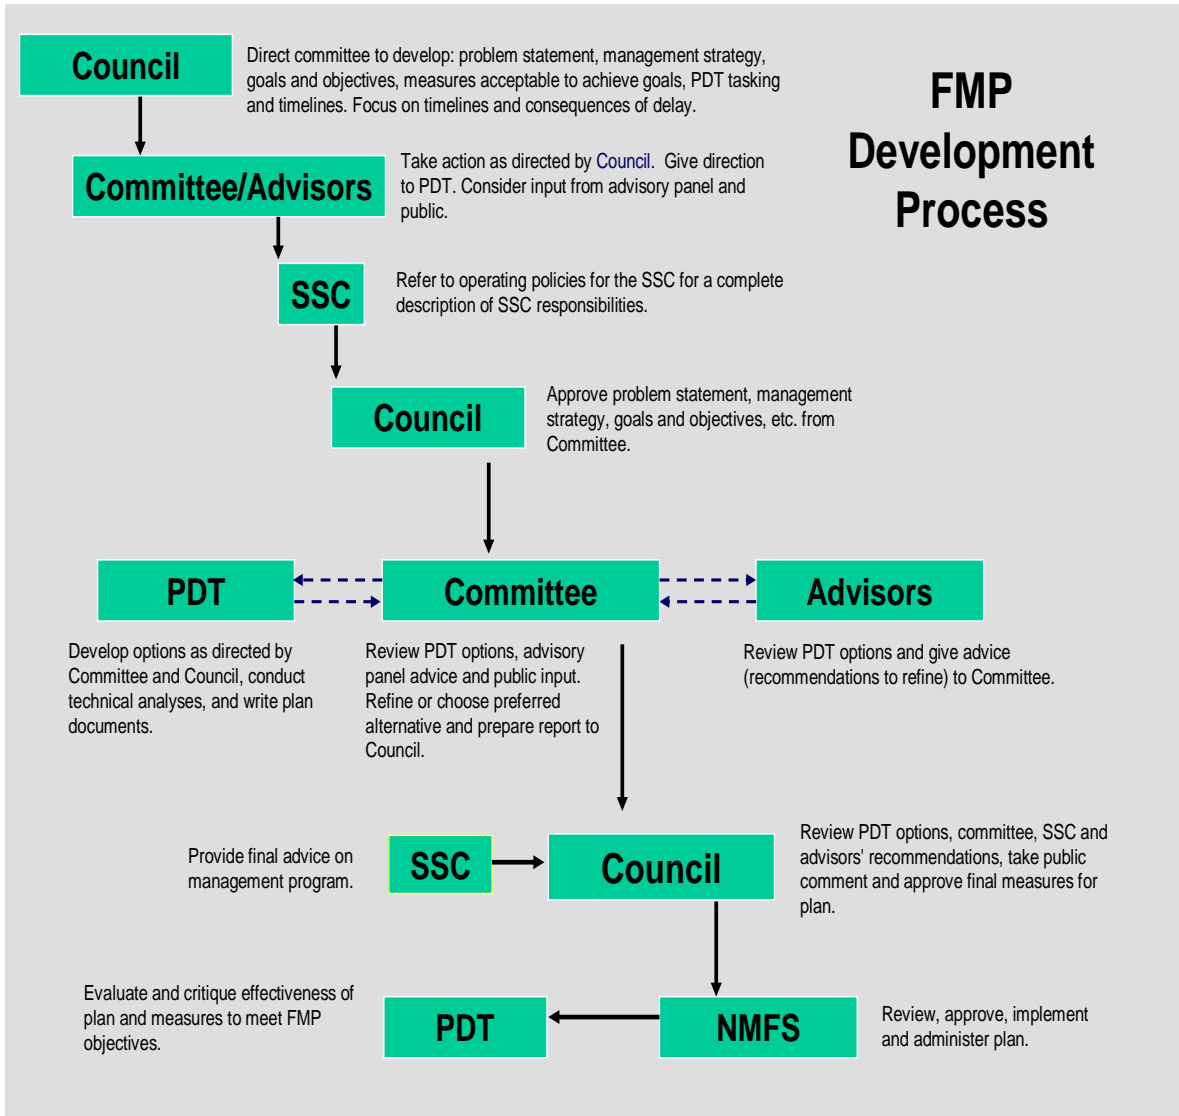 FMP
Development
Process
Council
Direct committee to develop: problem statement, management strategy,
goals and objectives, measures acceptable to achieve goals, PDT tasking
and timelines. Focus on timelines and consequences of delay.
Committee/Advisors
Take action as directed by Council.  Give direction
to PDT. Consider input from advisory panel and
public.
SSC
Refer to operating policies for the SSC for a complete
description of SSC responsibilities.
Council
Approve problem statement, management
strategy, goals and objectives, etc. from
Committee.
PDT
Develop options as directed by
Committee and Council, conduct
technical analyses, and write plan
documents.
Committee
Review PDT options, advisory
panel advice and public input.
Refine or choose preferred
alternative and prepare report to
Council.
Advisors
Review PDT options and give advice
(recommendations to refine) to Committee.
Provide final advice on
management program.
SSC
Council
Review PDT options, committee, SSC and
advisors' recommendations, take public
comment and approve final measures for
plan.
Evaluate and critique effectiveness of
plan and measures to meet FMP
objectives.
PDT
NMFS
Review, approve, implement
and administer plan.